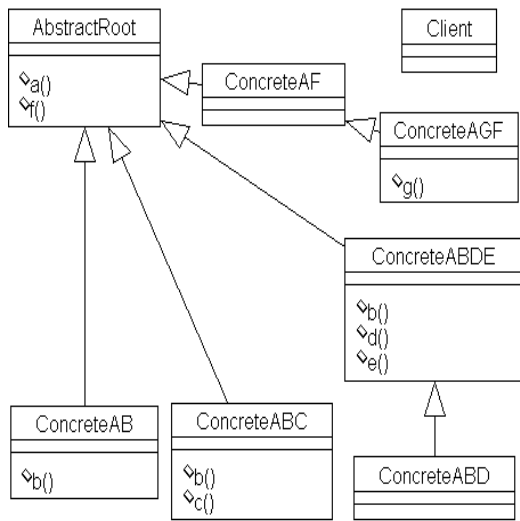 AbstractRoot
a()
f()
Client
ConcreteAF
ConcreteAGF
g()
ConcreteABDE
b()
d()
e()
ConcreteAB
b()
ConcreteABC
b()
c()
ConcreteABD